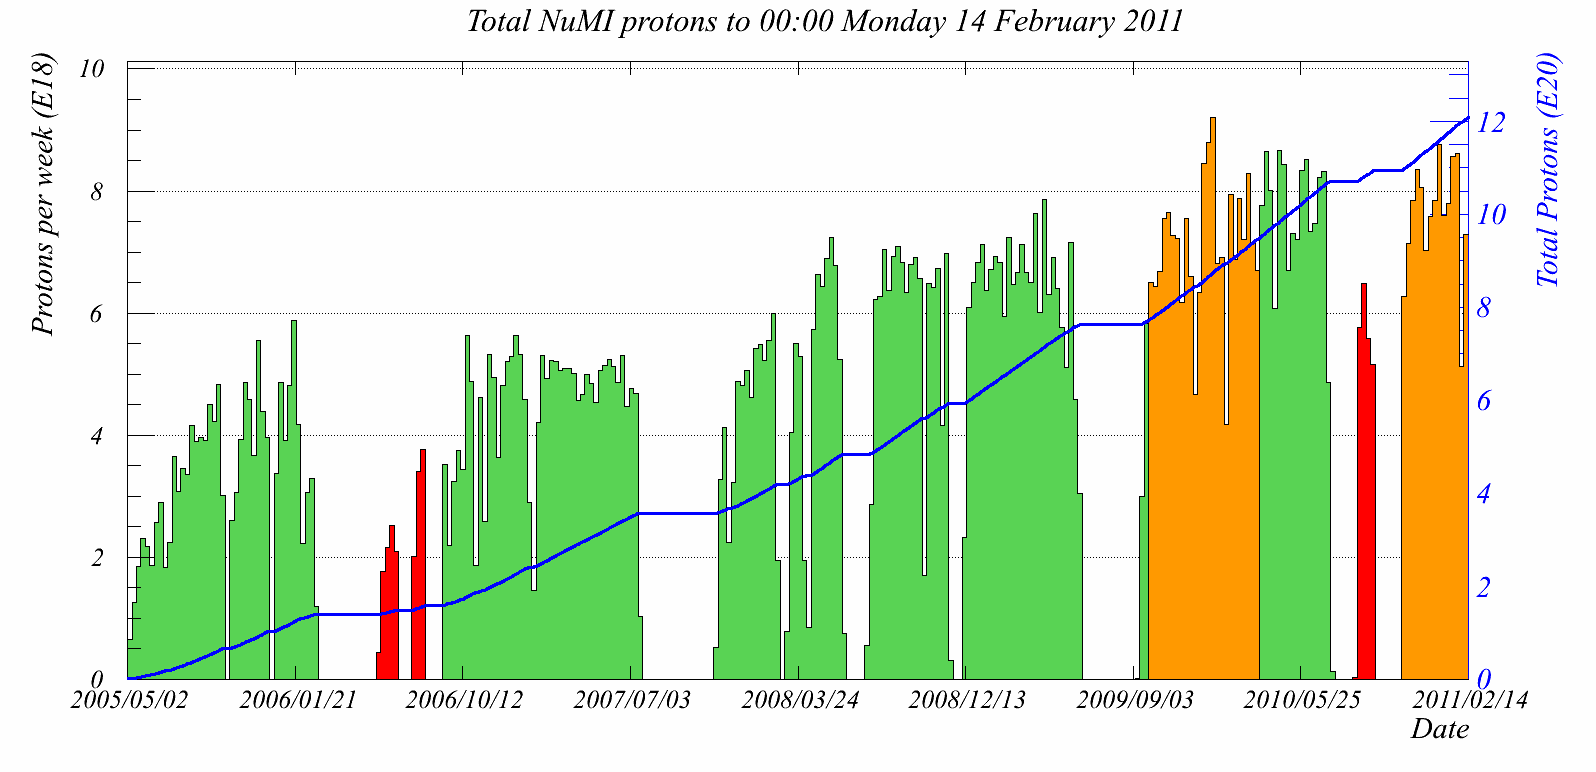 Total NuMI protons to 00:00 Monday 14 February 2011
Protons per week (E18)
10
8
6
4
2
0
Total Protons (E20)
12
10
8
6
4
2
0
2005/05/02 2006/01/21 2006/10/12 2007/07/03 2008/03/24 2008/12/13 2009/09/03 2010/05/25 2011/02/14
Date